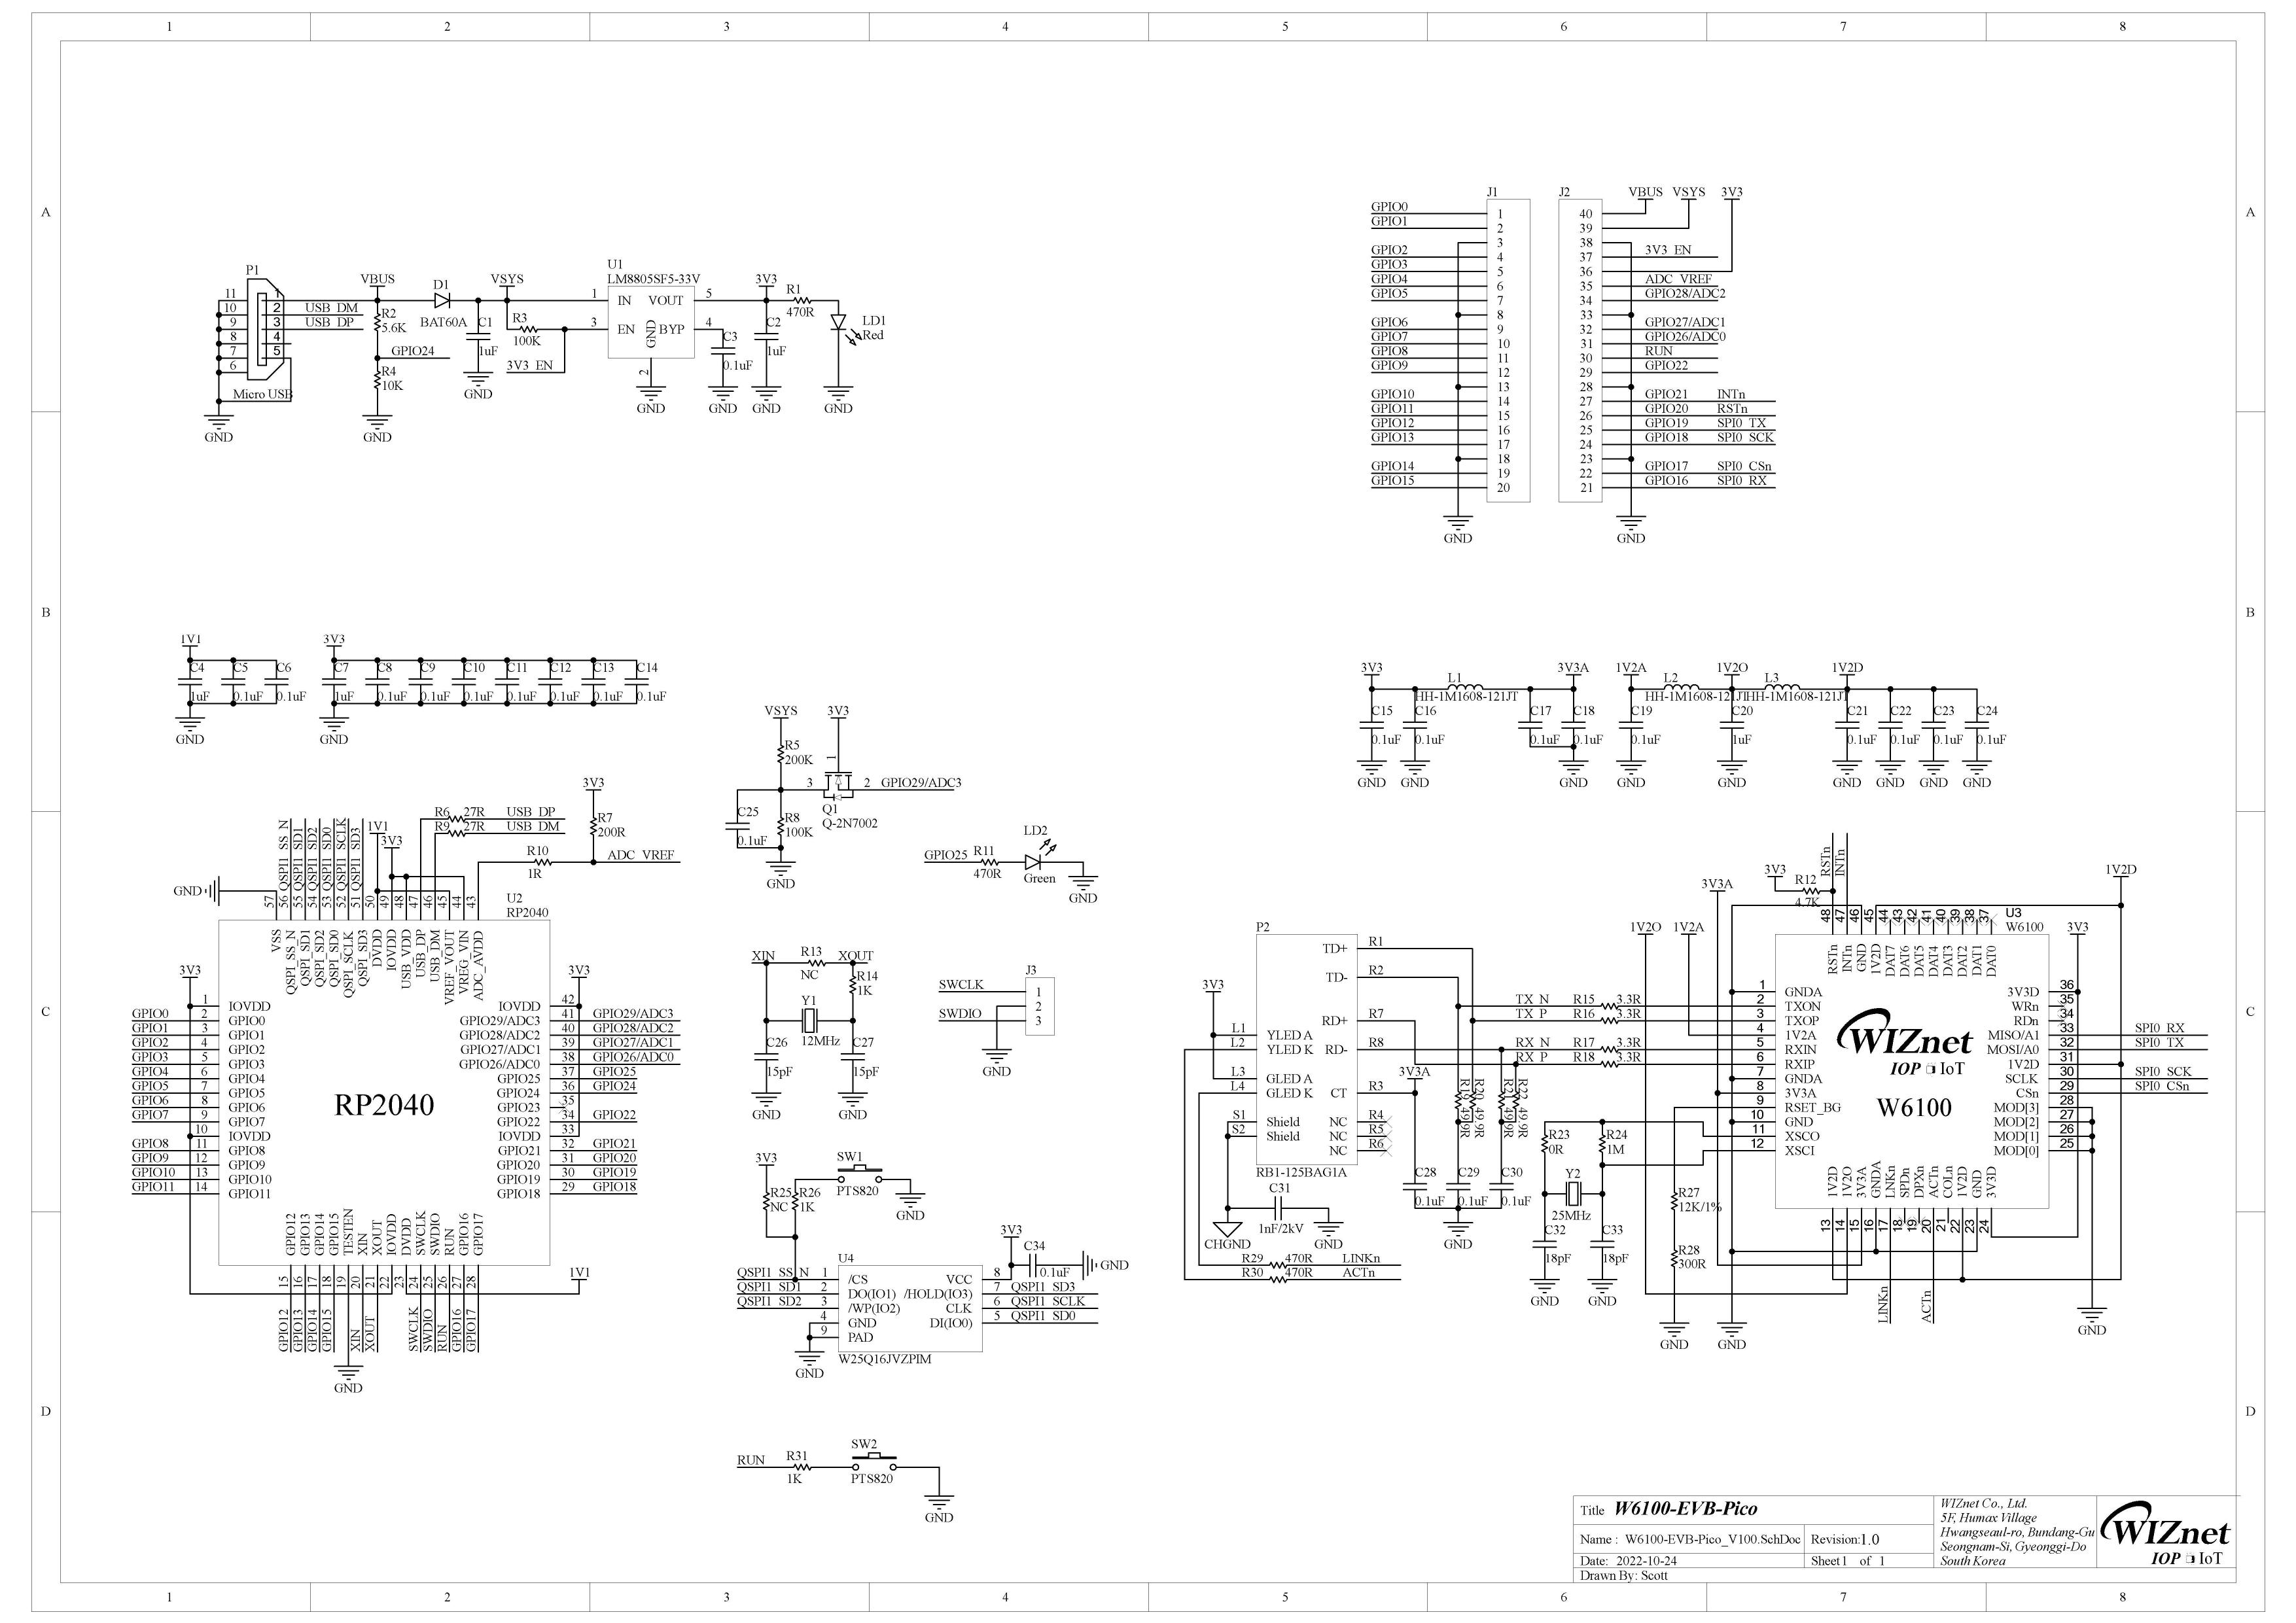 1 2 3 4 5 6 7 8
A A
J1 J2 VBUS VSYS 3V3
GPIO0 1 40
GPIO1 2 39
3 38
GPIO2 4 37 3V3_EN
GPIO3 5 36
GPIO4 6 35 ADC_VREF
GPIO5 7 34 GPIO28/ADC2
8 33
GPIO6 9 32 GPIO27/ADC1
GPIO7 10 31 GPIO26/ADC0
GPIO8 11 30 RUN
GPIO9 12 29 GPIO22
13 28
GPIO10 14 27 GPIO21 INTn
GPIO11 15 26 GPIO20 RSTn
GPIO12 16 25 GPIO19 SPI0_TX
GPIO13 17 24 GPIO18 SPI0_SCK
18 23
GPIO14 19 22 GPIO17 SPI0_CSn
GPIO15 20 21 GPIO16 SPI0_RX
GND GND
P1 VBUS D1 VSYS U1
LM8805SF5-33V 3V3 R1
470R
11 1 BAT60A 1 IN VOUT 5
10 2 USB_DM R2
5.6K
9 3 USB_DP C1
1uF
R3
100K
3 EN GND BYP 4
2
C3
0.1uF
C2
1uF
LD1
Red
8 4
7 5 GPIO24
6 R4
10K
3V3_EN
Micro USB
GND GND GND GND GND GND GND
B B
1V1 3V3
C4 C5 C6 C7 C8 C9 C10 C11 C12 C13 C14
1uF 0.1uF 0.1uF 1uF 0.1uF 0.1uF 0.1uF 0.1uF 0.1uF 0.1uF 0.1uF
GND GND
3V3 L1 3V3A 1V2A L2 1V2O L3 1V2D
HH-1M1608-121JT HH-1M1608-121JT HH-1M1608-121JT
C15 C16 C17 C18 C19 C20 C21 C22 C23 C24
0.1uF 0.1uF 0.1uF 0.1uF 0.1uF 1uF 0.1uF 0.1uF 0.1uF 0.1uF
GND GND GND GND GND GND GND GND GND
VSYS 3V3
R5
200K
1
3 2 GPIO29/ADC3
Q1
Q-2N7002
C25
0.1uF
R8
100K
GND
GPIO25 R11
470R
LD2
Green
GND
3V3
R6 27R USB_DP
R9 27R USB_DM
1V1
3V3
R7
200R
R10
1R
ADC_VREF
GND
QSPI1_SS_N QSPI1_SD1 QSPI1_SD2 QSPI1_SD0 QSPI1_SCLK QSPI1_SD3
57 56 55 54 53 52 51 50 49 48 47 46 45 44 43
U2
RP2040
VSS QSPI_SS_N QSPI_SD1 QSPI_SD2 QSPI_SD0 QSPI_SCLK QSPI_SD3 DVDD IOVDD USB_VDD USB_DP USB_DM VREF_VOUT VREG_VIN ADC_AVDD
3V3 3V3
1 IOVDD IOVDD 42
GPIO0 2 GPIO0 GPIO29/ADC3 41 GPIO29/ADC3
GPIO1 3 GPIO1 GPIO28/ADC2 40 GPIO28/ADC2
GPIO2 4 GPIO2 GPIO27/ADC1 39 GPIO27/ADC1
GPIO3 5 GPIO3 GPIO26/ADC0 38 GPIO26/ADC0
GPIO4 6 GPIO4 GPIO25 37 GPIO25
GPIO5 7 GPIO5 GPIO24 36 GPIO24
GPIO6 8 GPIO6 GPIO23 35
GPIO7 9 GPIO7 GPIO22 34 GPIO22
10 IOVDD IOVDD 33
GPIO8 11 GPIO8 GPIO21 32 GPIO21
GPIO9 12 GPIO9 GPIO20 31 GPIO20
GPIO10 13 GPIO10 GPIO19 30 GPIO19
GPIO11 14 GPIO11 GPIO18 29 GPIO18
RP2040
GPIO12 GPIO13 GPIO14 GPIO15 TESTEN XIN XOUT IOVDD DVDD SWCLK SWDIO RUN GPIO16 GPIO17
15 16 17 18 19 20 21 22 23 24 25 26 27 28
1V1
GPIO12 GPIO13 GPIO14 GPIO15 XIN XOUT SWCLK SWDIO RUN GPIO16 GPIO17
GND
XIN R13 XOUT
NC
R14
1K
Y1
12MHz
C26
15pF
C27
15pF
GND GND
J3
SWCLK 1
2
SWDIO 3
GND
3V3 SW1
PTS820
R25
NC
R26
1K
GND
3V3
C34
0.1uF
GND
U4
QSPI1_SS_N 1 /CS VCC 8
QSPI1_SD1 2 DO(IO1) /HOLD(IO3) 7 QSPI1_SD3
QSPI1_SD2 3 /WP(IO2) CLK 6 QSPI1_SCLK
4 GND DI(IO0) 5 QSPI1_SD0
9 PAD
W25Q16JVZPIM
GND
RUN R31
1K
SW2
PTS820
GND
C C
P2
TD+ R1
TD- R2
3V3
RD+ R7
L1 YLED A
L2 YLED K RD- R8
L3 GLED A
L4 GLED K CT R3
S1 Shield NC R4
S2 Shield NC R5
NC R6
RB1-125BAG1A
3V3A
C31
1nF/2kV
CHGND GND
R29 470R LINKn
R30 470R ACTn
TX_N R15 3.3R
TX_P R16 3.3R
RX_N R17 3.3R
RX_P R18 3.3R
R19 49.9R R20 49.9R R21 49.9R R22 49.9R
C28 C29 C30
0.1uF 0.1uF 0.1uF
GND
R23
0R
R24
1M
Y2
25MHz
C32
18pF
C33
18pF
GND GND
R27
12K/1%
R28
300R
GND GND
1V2O 1V2A 3V3A 3V3 R12
4.7K
RSTn INTn
1V2D
48 47 46 45 44 43 42 41 40 39 38 37
U3
W6100
3V3
RSTn INTn GND 1V2D DAT7 DAT6 DAT5 DAT4 DAT3 DAT2 DAT1 DAT0
1 GNDA 3V3D 36
2 TXON WRn 35
3 TXOP RDn 34
4 1V2A MISO/A1 33 SPI0_RX
5 RXIN MOSI/A0 32 SPI0_TX
6 RXIP 1V2D 31
7 GNDA SCLK 30 SPI0_SCK
8 3V3A CSn 29 SPI0_CSn
9 RSET_BG MOD[3] 28
10 GND MOD[2] 27
11 XSCO MOD[1] 26
12 XSCI MOD[0] 25
WIZnet
IOP IoT
W6100
1V2D 1V2O 3V3A GNDA LNKn SPDn DPXn ACTn COLn 1V2D GND 3V3D
13 14 15 16 17 18 19 20 21 22 23 24
LINKn ACTn
GND
D D
Title W6100-EVB-Pico
Name : W6100-EVB-Pico_V100.SchDoc Revision:1.0
Date: 2022-10-24 Sheet1 of 1
Drawn By: Scott
WIZnet Co., Ltd.
5F, Humax Village
Hwangseaul-ro, Bundang-Gu
Seongnam-Si, Gyeonggi-Do
South Korea
WIZnet
IOP IoT
1 2 3 4 5 6 7 8